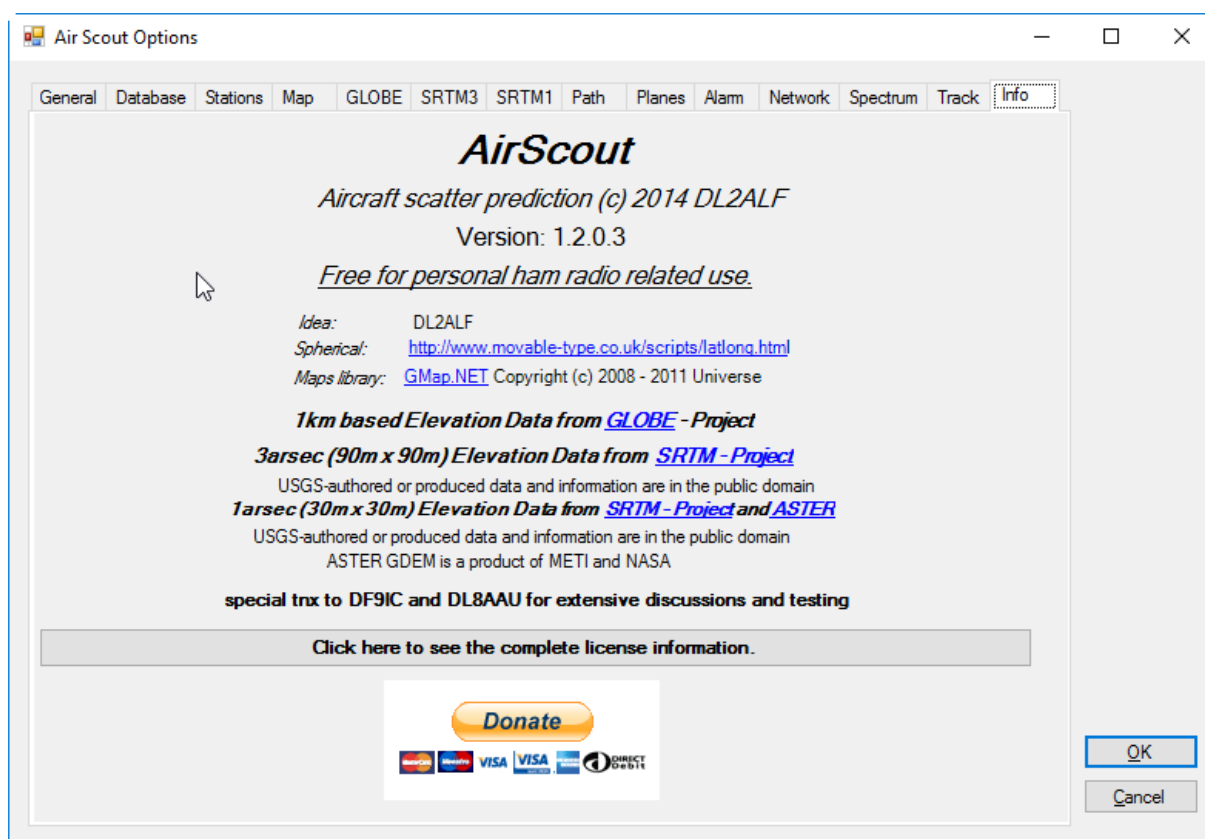 Air Scout Options
General Database Stations Map GLOBE SRTM3 SRTM1 Path Planes Alarm Network Spectrum Track Info
AirScout
Aircraft scatter prediction (c) 2014 DL2ALF
Version: 1.2.0.3
Free for personal ham radio related use.
Idea: DL2ALF
Spherical: http://www.movable-type.co.uk/scripts/latlong.html
Maps library: GMap.NET Copyright (c) 2008 - 2011 Universe
1km based Elevation Data from GLOBE - Project
3arsec (90m x 90m) Elevation Data from SRTM - Project
USGS-authored or produced data and information are in the public domain
1arsec (30m x 30m) Elevation Data from SRTM - Project and ASTER
USGS-authored or produced data and information are in the public domain
ASTER GDEM is a product of METI and NASA
special tnx to DF9IC and DL8AAU for extensive discussions and testing
Click here to see the complete license information.
Donate
MasterCard Maestro VISA VISA DIRECT Debit
OK
Cancel